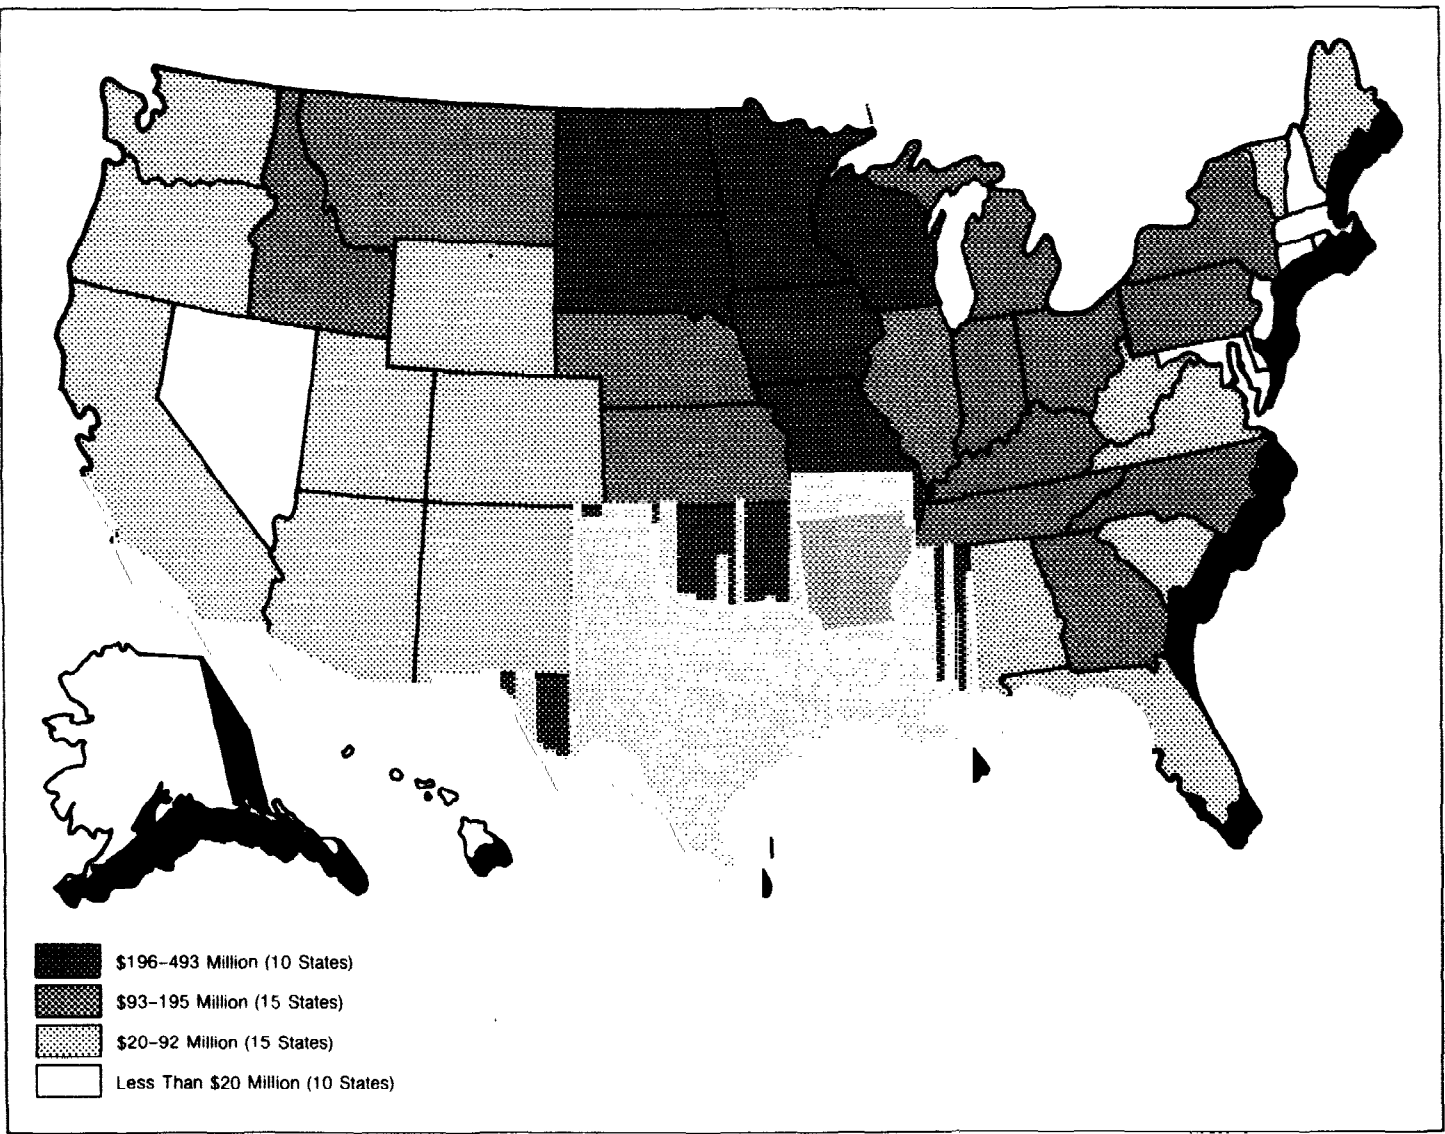 $196-493 Million (10 States)
$93-195 Million (15 States)
$20-92 Million (15 States)
Less Than $20 Million (10 States)